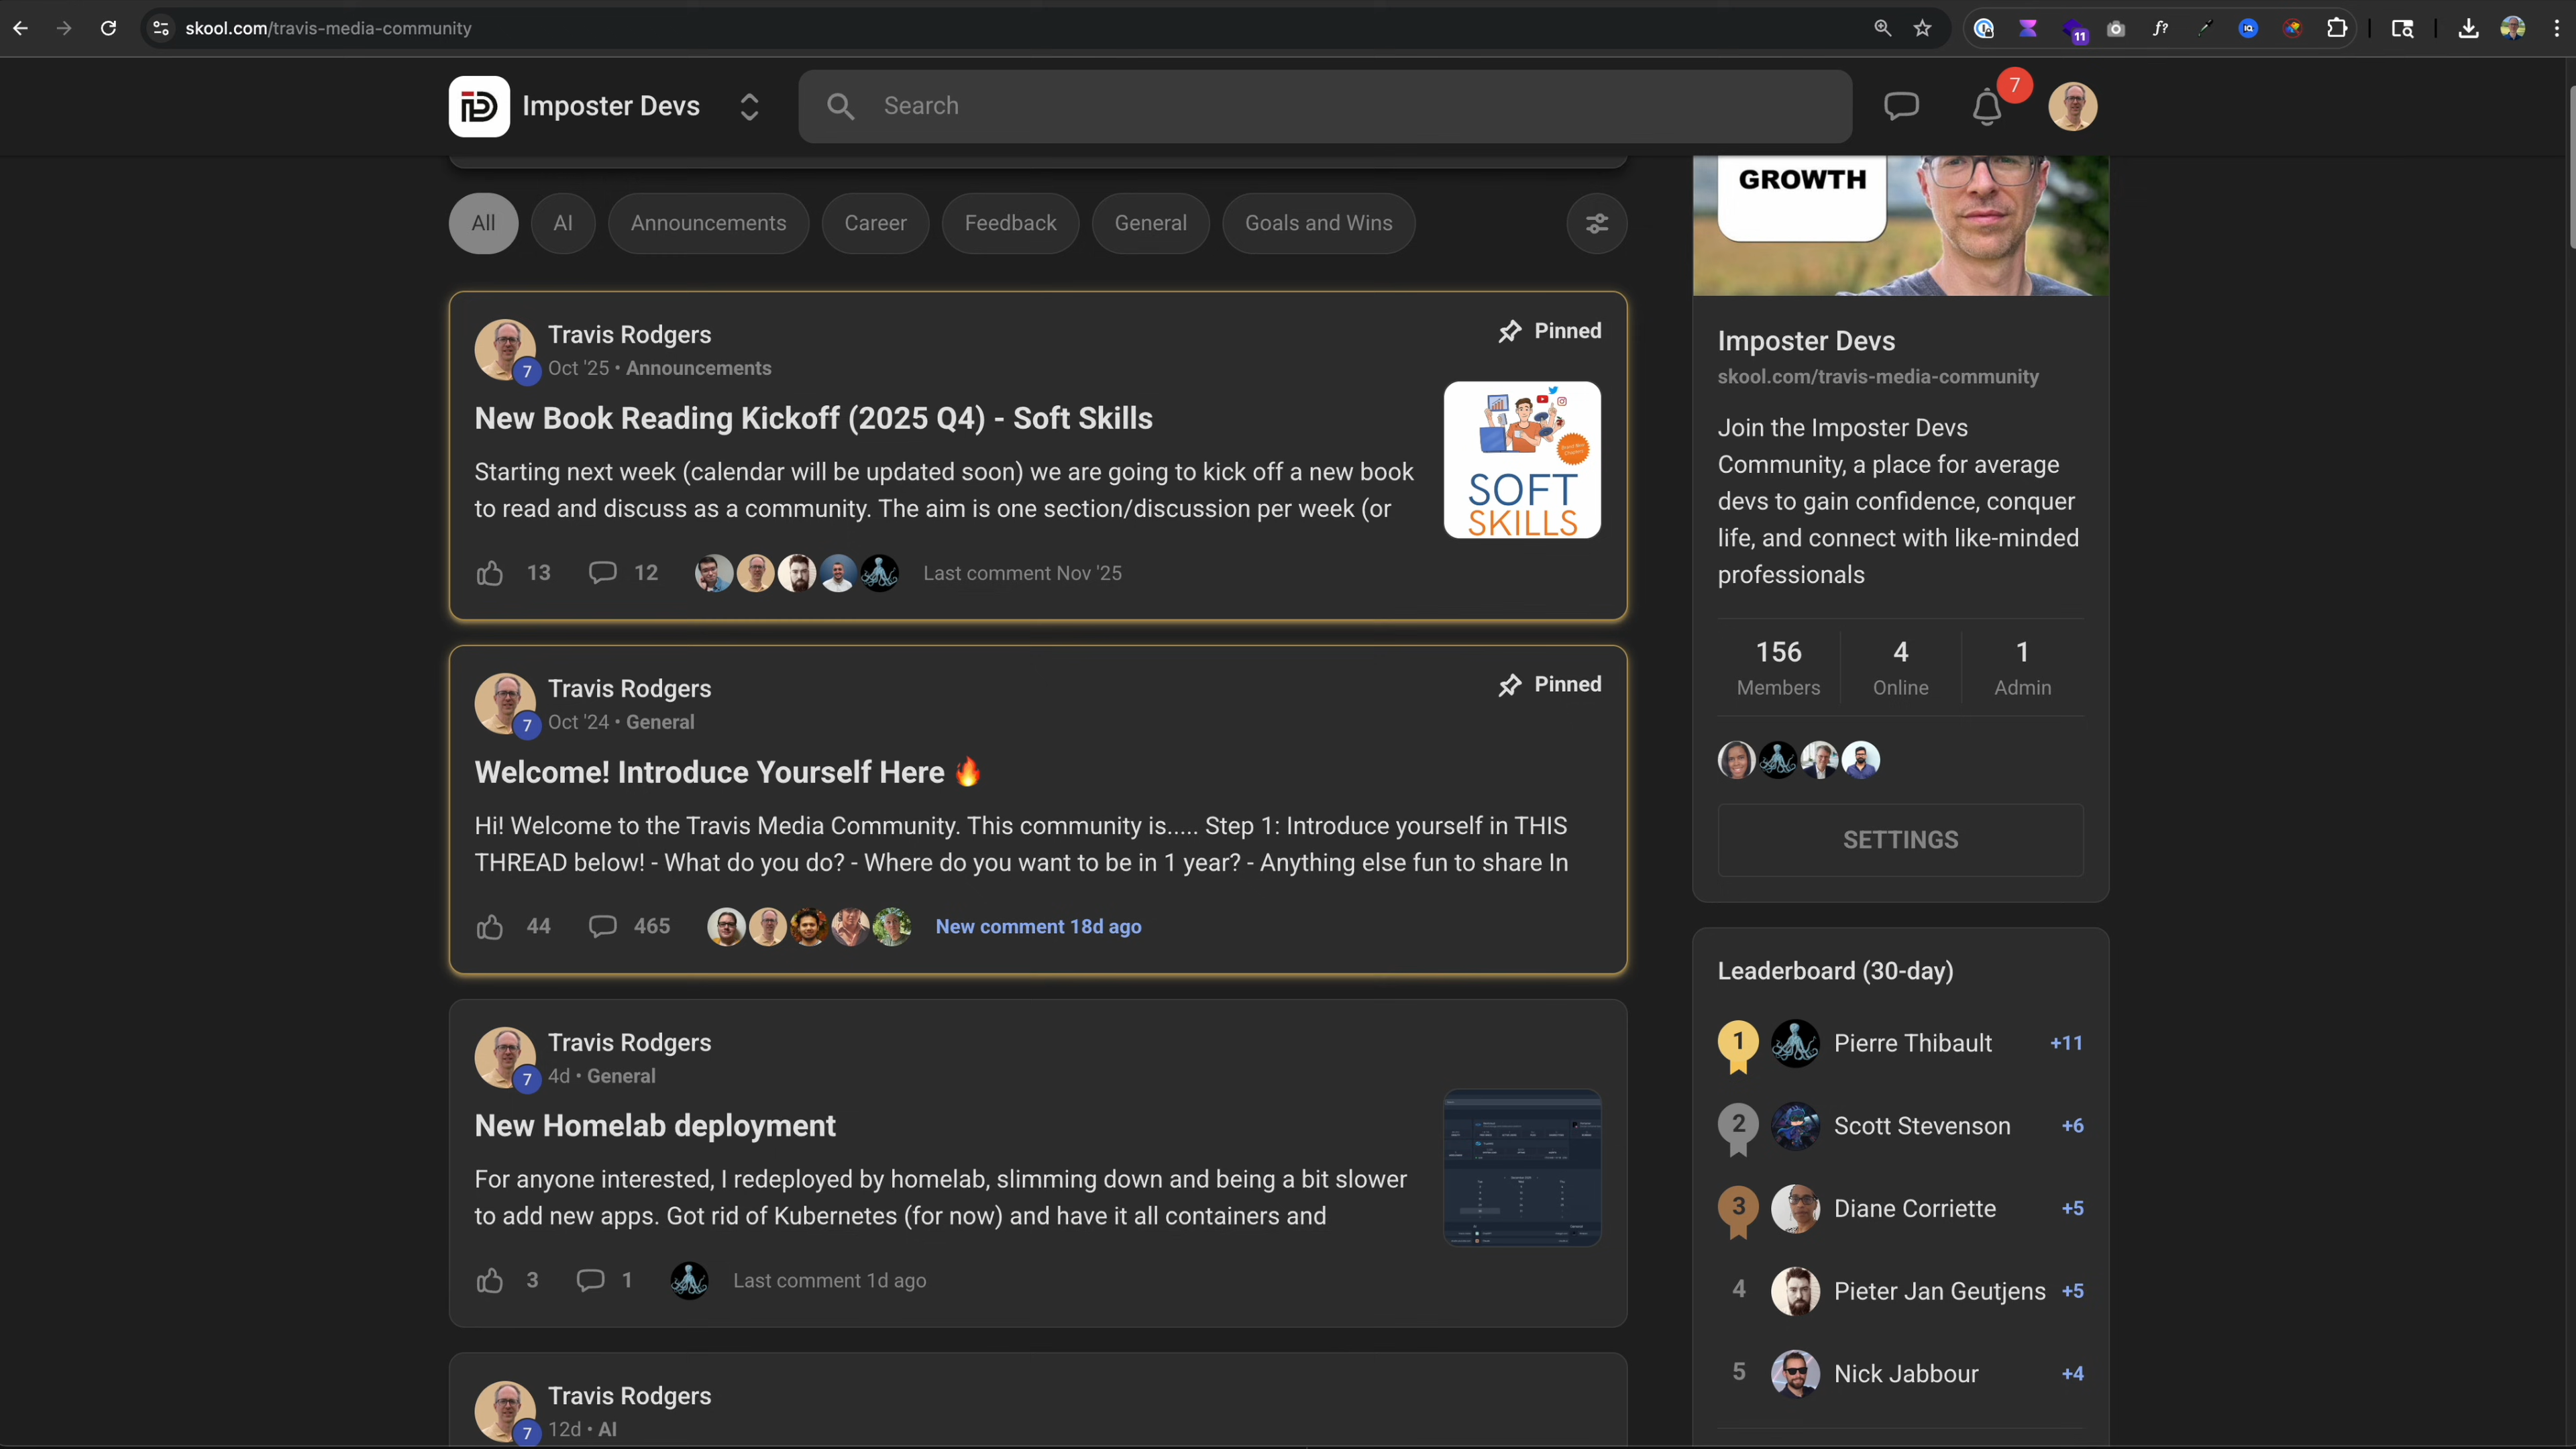 skool.com/travis-media-community
11
iD
Imposter Devs
Search
7
All
AI
Announcements
Career
Feedback
General
Goals and Wins
Travis Rodgers
7
Oct '25 • Announcements
Pinned
New Book Reading Kickoff (2025 Q4) - Soft Skills
Starting next week (calendar will be updated soon) we are going to kick off a new book
to read and discuss as a community. The aim is one section/discussion per week (or
SOFT
SKILLS
13
12
Last comment Nov '25
Travis Rodgers
7
Oct '24 • General
Pinned
Welcome! Introduce Yourself Here 🔥
Hi! Welcome to the Travis Media Community. This community is..... Step 1: Introduce yourself in THIS
THREAD below! - What do you do? - Where do you want to be in 1 year? - Anything else fun to share In
44
465
New comment 18d ago
Travis Rodgers
7
4d • General
New Homelab deployment
For anyone interested, I redeployed by homelab, slimming down and being a bit slower
to add new apps. Got rid of Kubernetes (for now) and have it all containers and
3
1
Last comment 1d ago
Travis Rodgers
7
12d • AI
GROWTH
Imposter Devs
skool.com/travis-media-community
Join the Imposter Devs
Community, a place for average
devs to gain confidence, conquer
life, and connect with like-minded
professionals
156
Members
4
Online
1
Admin
SETTINGS
Leaderboard (30-day)
1 Pierre Thibault +11
2 Scott Stevenson +6
3 Diane Corriette +5
4 Pieter Jan Geutjens +5
5 Nick Jabbour +4